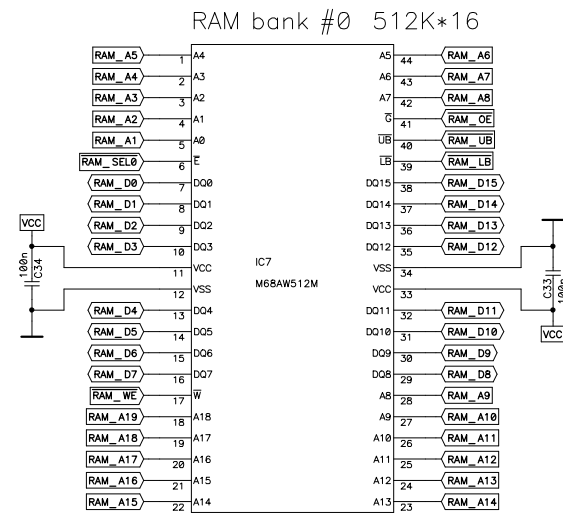 RAM bank #0 512K*16
RAM_A5 1 A4 A5 44 RAM_A6
RAM_A4 2 A3 A6 43 RAM_A7
RAM_A3 3 A2 A7 42 RAM_A8
RAM_A2 4 A1 G 41 RAM_OE
RAM_A1 5 A0 UB 40 RAM_UB
RAM_SEL0 6 E LB 39 RAM_LB
RAM_D0 7 DQ0 DQ15 38 RAM_D15
RAM_D1 8 DQ1 DQ14 37 RAM_D14
RAM_D2 9 DQ2 DQ13 36 RAM_D13
RAM_D3 10 DQ3 DQ12 35 RAM_D12
VCC
100n
C34
11 VCC VSS 34
12 VSS VCC 33
IC7
M68AW512M
C33
100n
VCC
RAM_D4 13 DQ4 DQ11 32 RAM_D11
RAM_D5 14 DQ5 DQ10 31 RAM_D10
RAM_D6 15 DQ6 DQ9 30 RAM_D9
RAM_D7 16 DQ7 DQ8 29 RAM_D8
RAM_WE 17 W A8 28 RAM_A9
RAM_A19 18 A18 A9 27 RAM_A10
RAM_A18 19 A17 A10 26 RAM_A11
RAM_A17 20 A16 A11 25 RAM_A12
RAM_A16 21 A15 A12 24 RAM_A13
RAM_A15 22 A14 A13 23 RAM_A14